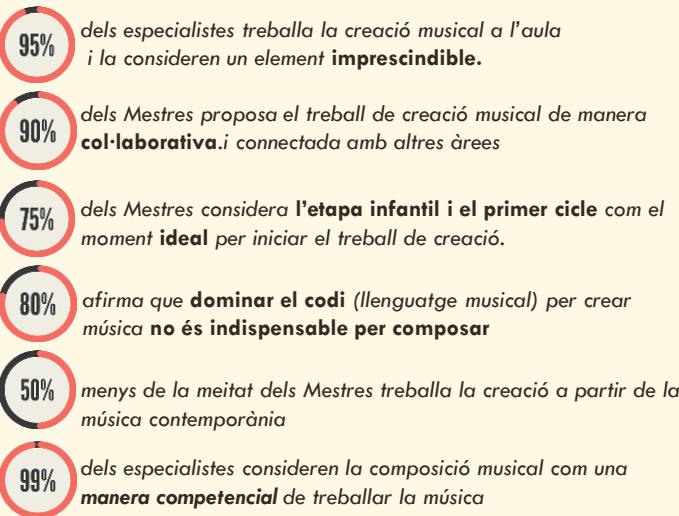 95%
dels especialistes treballa la creació musical a l'aula
i la consideren un element imprescindible.
90%
dels Mestres proposa el treball de creació musical de manera
col·laborativa.i connectada amb altres àrees
75%
dels Mestres considera l'etapa infantil i el primer cicle com el
moment ideal per iniciar el treball de creació.
80%
afirma que dominar el codi (llenguatge musical) per crear
música no és indispensable per composar
50%
menys de la meitat dels Mestres treballa la creació a partir de la
música contemporània
99%
dels especialistes consideren la composició musical com una
manera competencial de treballar la música